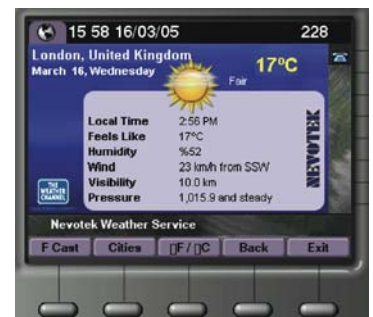 15 58 16/03/05 228
London, United Kingdom
March 16, Wednesday
17ºC
Fair
Local Time 2:56 PM
Feels Like 17ºC
Humidity %52
Wind 23 km/h from SSW
Visibility 10.0 km
Pressure 1,015.9 and steady
NEVOTEK
THE WEATHER CHANNEL
Nevotek Weather Service
F Cast Cities ▯F / ▯C Back Exit